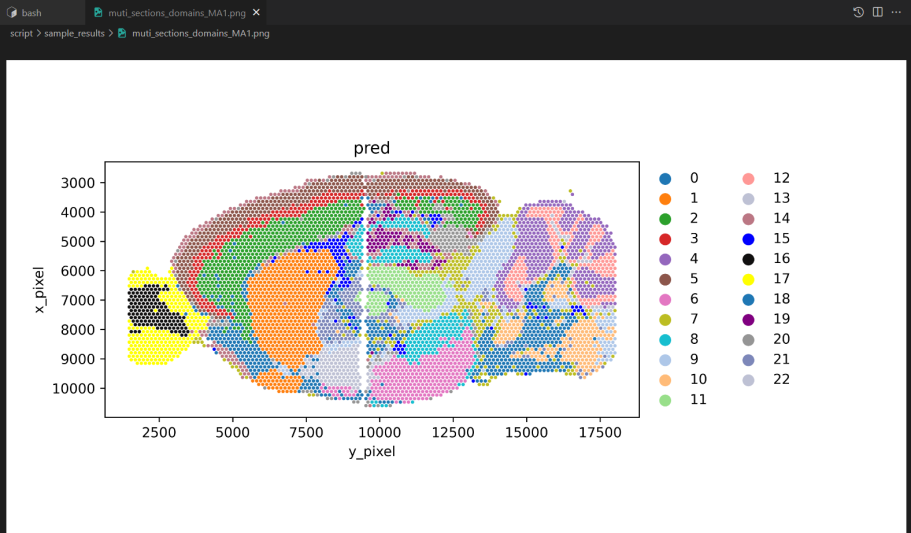 bash
muti_sections_domains_MA1.png ×
script > sample_results > muti_sections_domains_MA1.png
pred
x_pixel
3000
4000
5000
6000
7000
8000
9000
10000
2500 5000 7500 10000 12500 15000 17500
y_pixel
0 12
1 13
2 14
3 15
4 16
5 17
6 18
7 19
8 20
9 21
10 22
11